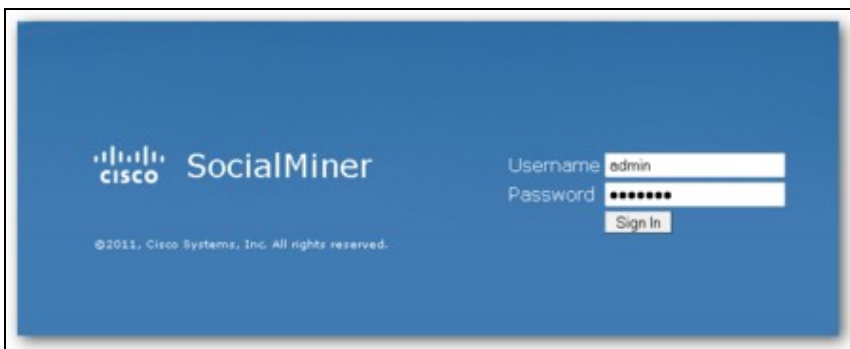 CISCO SocialMiner
©2011, Cisco Systems, Inc. All rights reserved.
Username admin
Password •••••••
Sign In